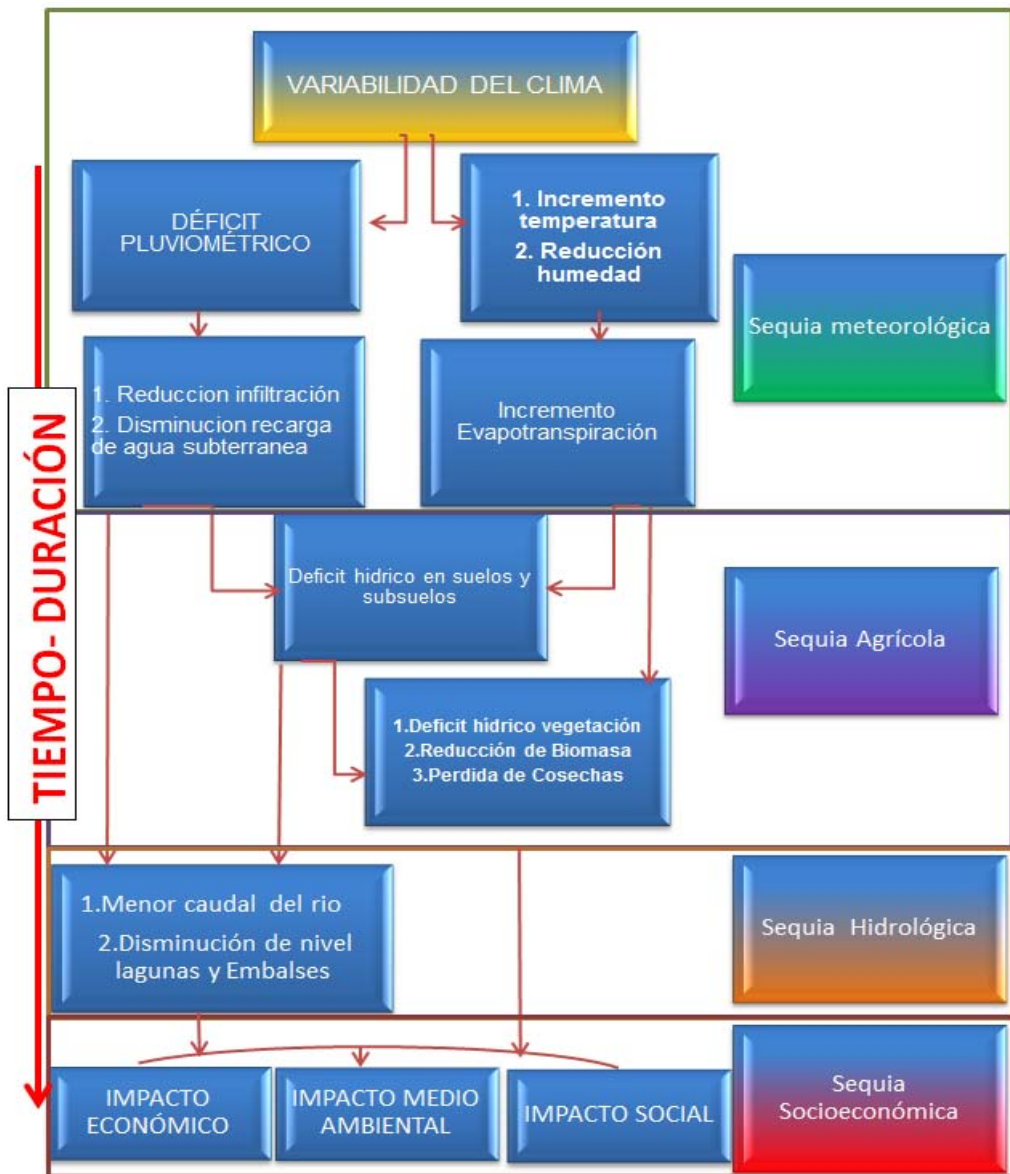 VARIABILIDAD DEL CLIMA
DÉFICIT
PLUVIOMÉTRICO
1. Incremento
temperatura
2. Reducción
humedad
Sequia meteorológica
1. Reduccion infiltración
2. Disminucion recarga
de agua subterranea
Incremento
Evapotranspiración
TIEMPO- DURACIÓN
Deficit hidrico en suelos y
subsuelos
Sequia Agrícola
1.Deficit hídrico vegetación
2.Reducción de Biomasa
3.Perdida de Cosechas
1.Menor caudal del rio
2.Disminución de nivel
lagunas y Embalses
Sequia Hidrológica
IMPACTO
ECONÓMICO
IMPACTO MEDIO
AMBIENTAL
IMPACTO SOCIAL
Sequia
Socioeconómica